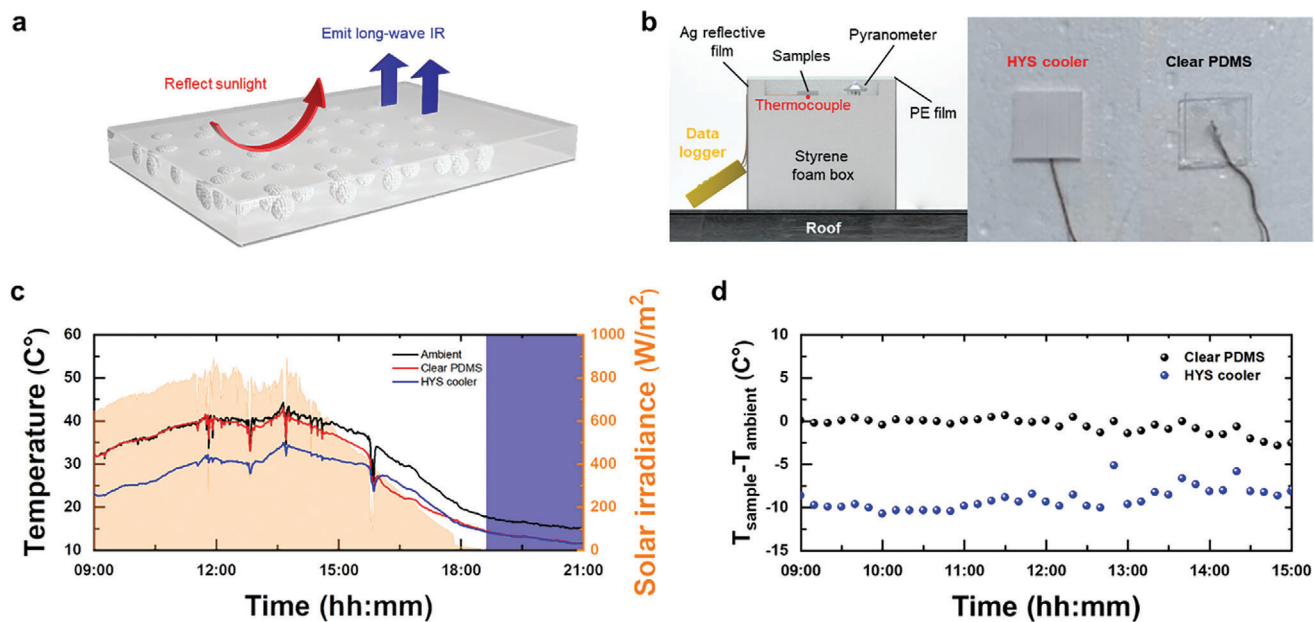 a
Emit long-wave IR
Reflect sunlight
b
Ag reflective
film
Samples
Pyranometer
Thermocouple
PE film
Data
logger
Styrene
foam box
Roof
HYS cooler
Clear PDMS
c
Temperature (C°)
60
50
40
30
20
10
Ambient
Clear PDMS
HYS cooler
1000
800
600
400
200
0
Solar irradiance (W/m²)
09:00 12:00 15:00 18:00 21:00
Time (hh:mm)
d
T_sample-T_ambient (C°)
10
5
0
-5
-10
-15
Clear PDMS
HYS cooler
09:00 10:00 11:00 12:00 13:00 14:00 15:00
Time (hh:mm)